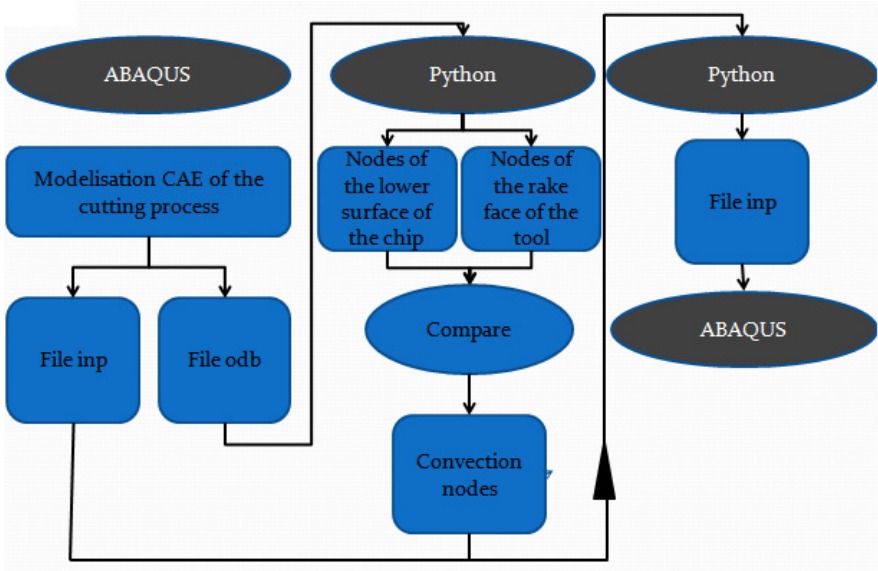 ABAQUS
Modelisation CAE of the
cutting process
File inp
File odb
Python
Nodes of
the lower
surface of
the chip
Nodes of
the rake
face of the
tool
Compare
Convection
nodes
Python
File inp
ABAQUS